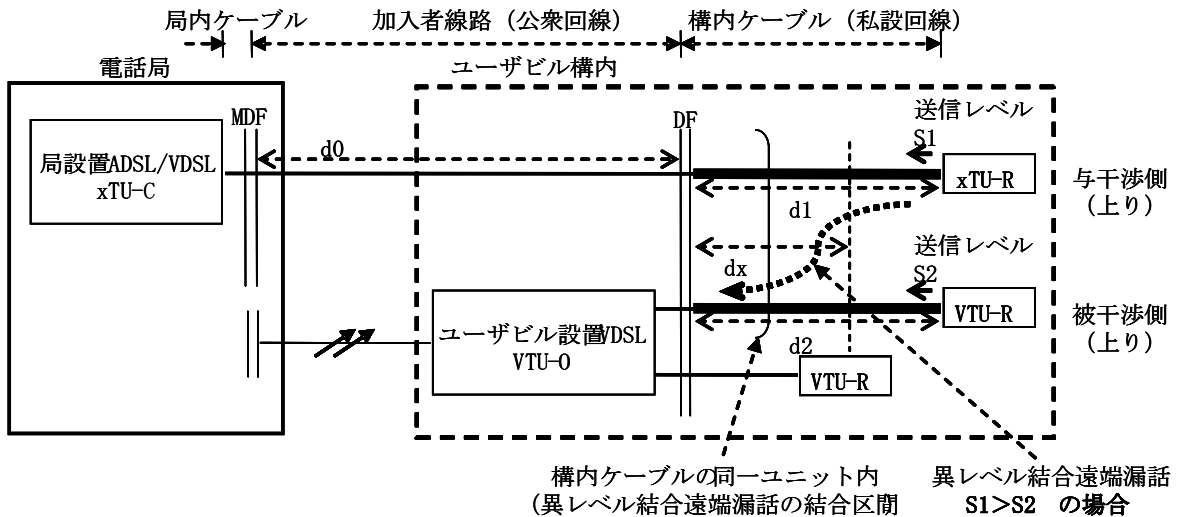 局内ケーブル
加入者線路（公衆回線）
構内ケーブル（私設回線）
電話局
ユーザビル構内
MDF
DF
送信レベル
S1
局設置ADSL/VDSL
xTU-C
d0
xTU-R
与干渉側
（上り）
d1
送信レベル
dx
S2
ユーザビル設置VDSL
VTU-O
VTU-R
被干渉側
（上り）
d2
VTU-R
構内ケーブルの同一ユニット内
(異レベル結合遠端漏話の結合区間
異レベル結合遠端漏話
S1>S2 の場合